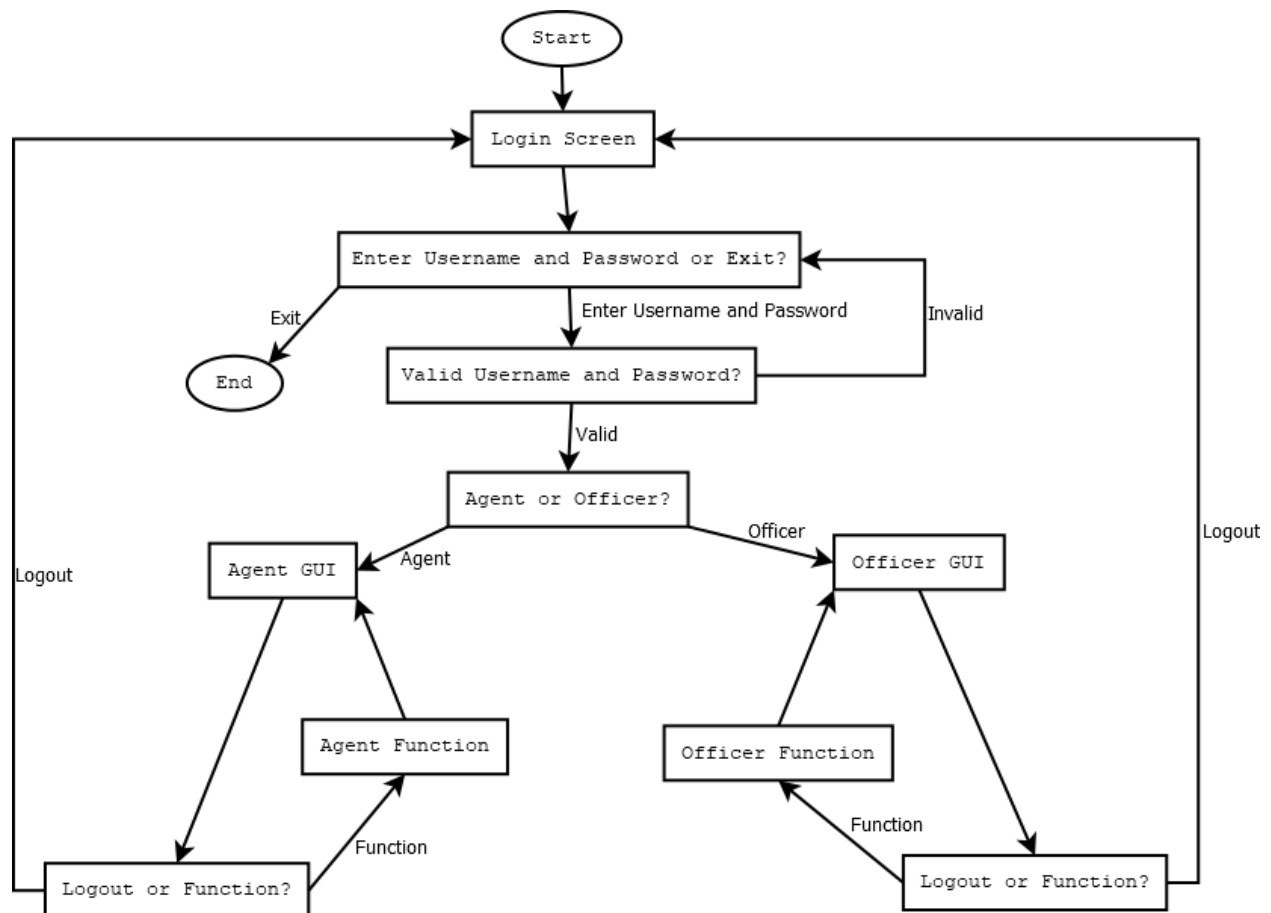 Start
Login Screen
Enter Username and Password or Exit?
Exit
Enter Username and Password
Invalid
End
Valid Username and Password?
Valid
Agent or Officer?
Agent
Officer
Logout
Logout
Agent GUI
Officer GUI
Agent Function
Officer Function
Function
Function
Logout or Function?
Logout or Function?